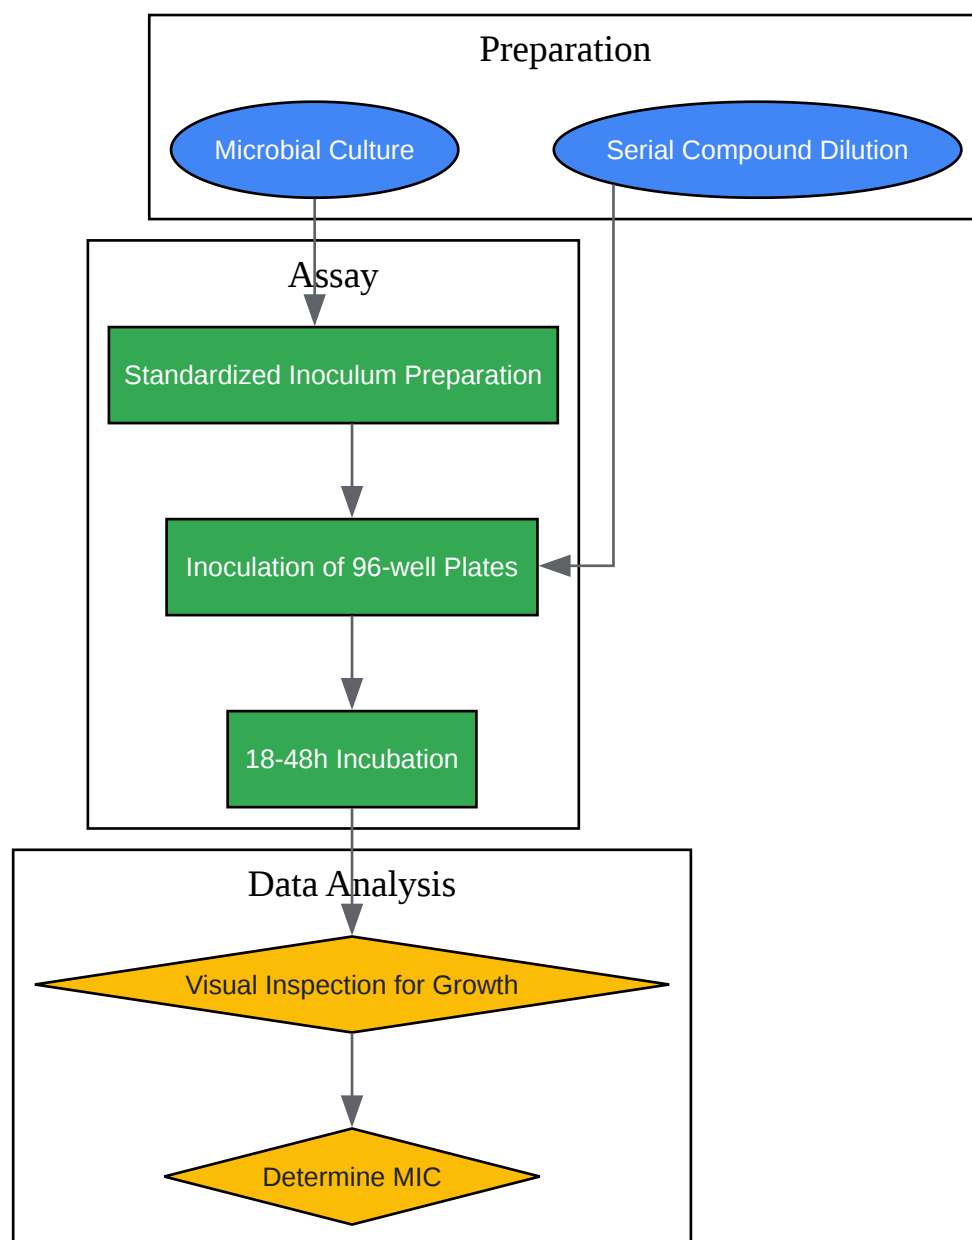 Preparation
Microbial Culture
Serial Compound Dilution
Assay
Standardized Inoculum Preparation
Inoculation of 96-well Plates
18-48h Incubation
Data Analysis
Visual Inspection for Growth
Determine MIC